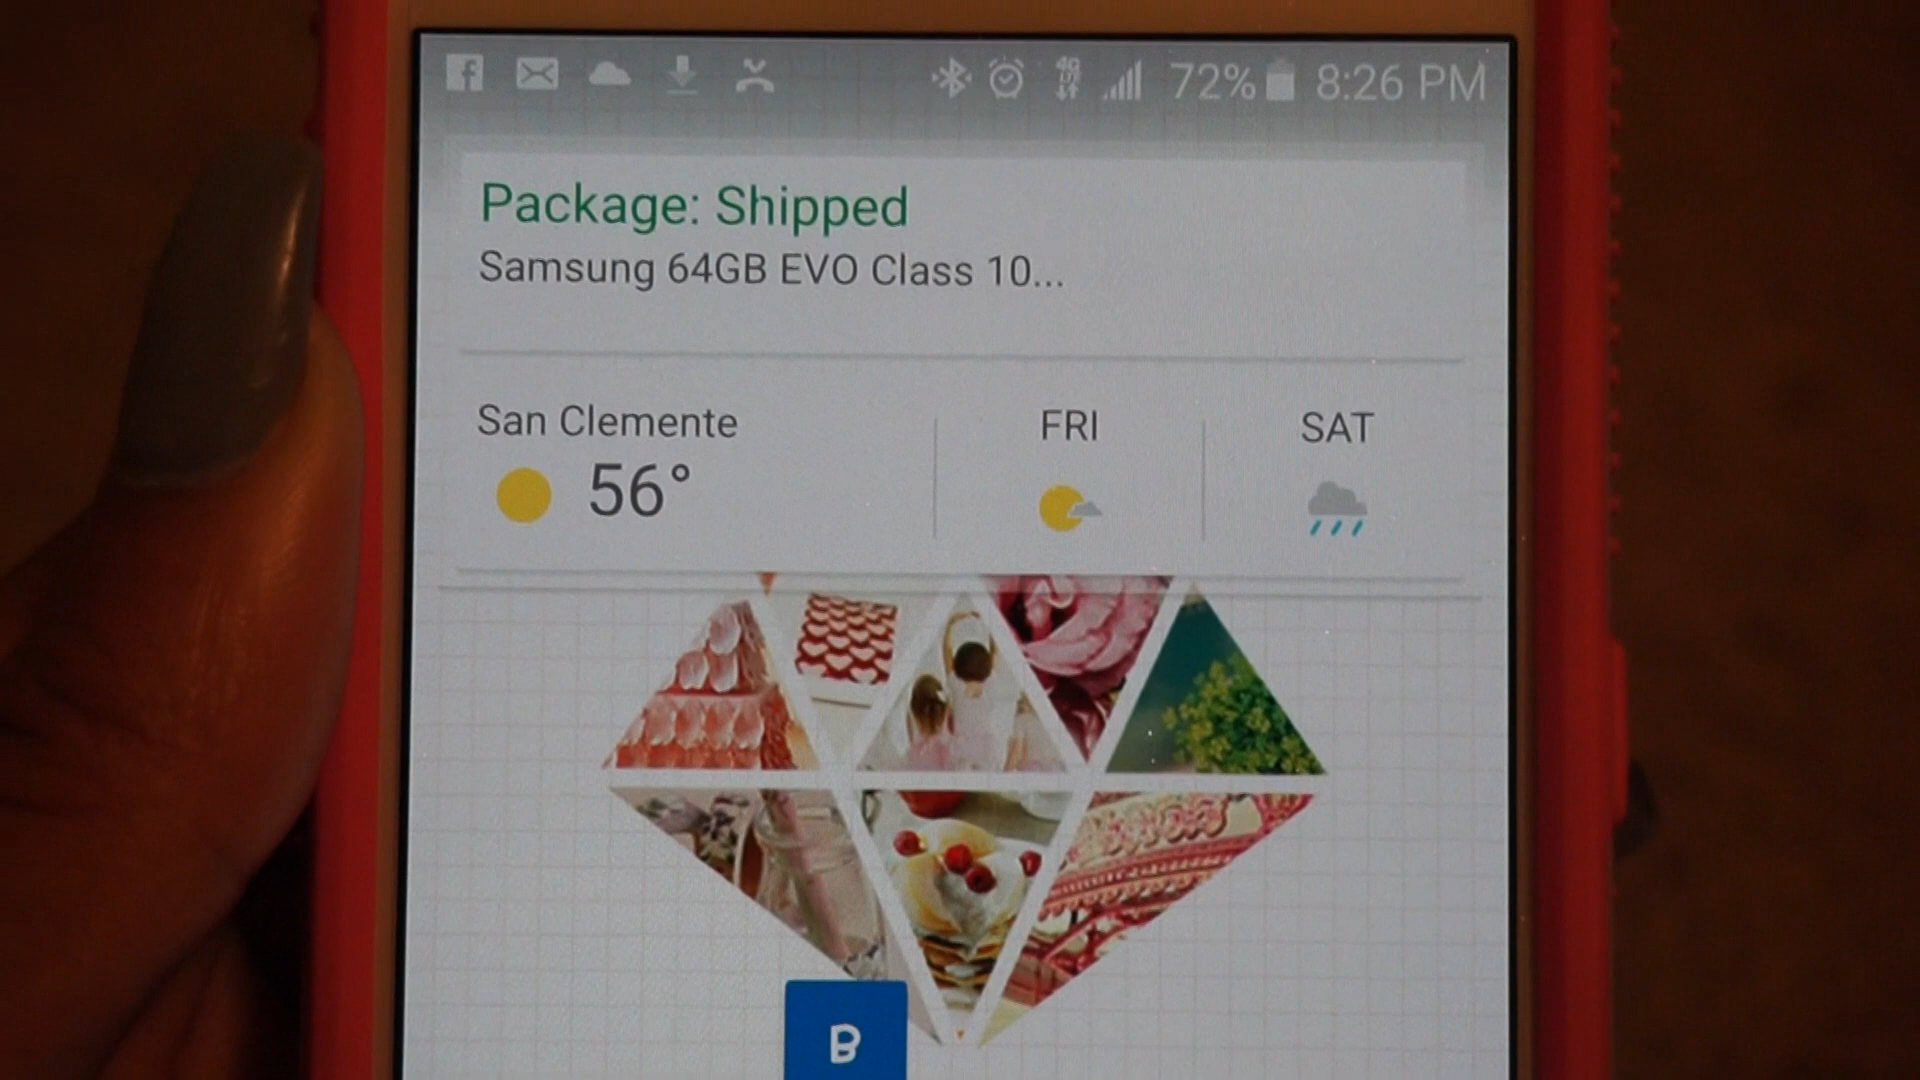 72% 8:26 PM
Package: Shipped
Samsung 64GB EVO Class 10...
San Clemente
56°
FRI
SAT
B